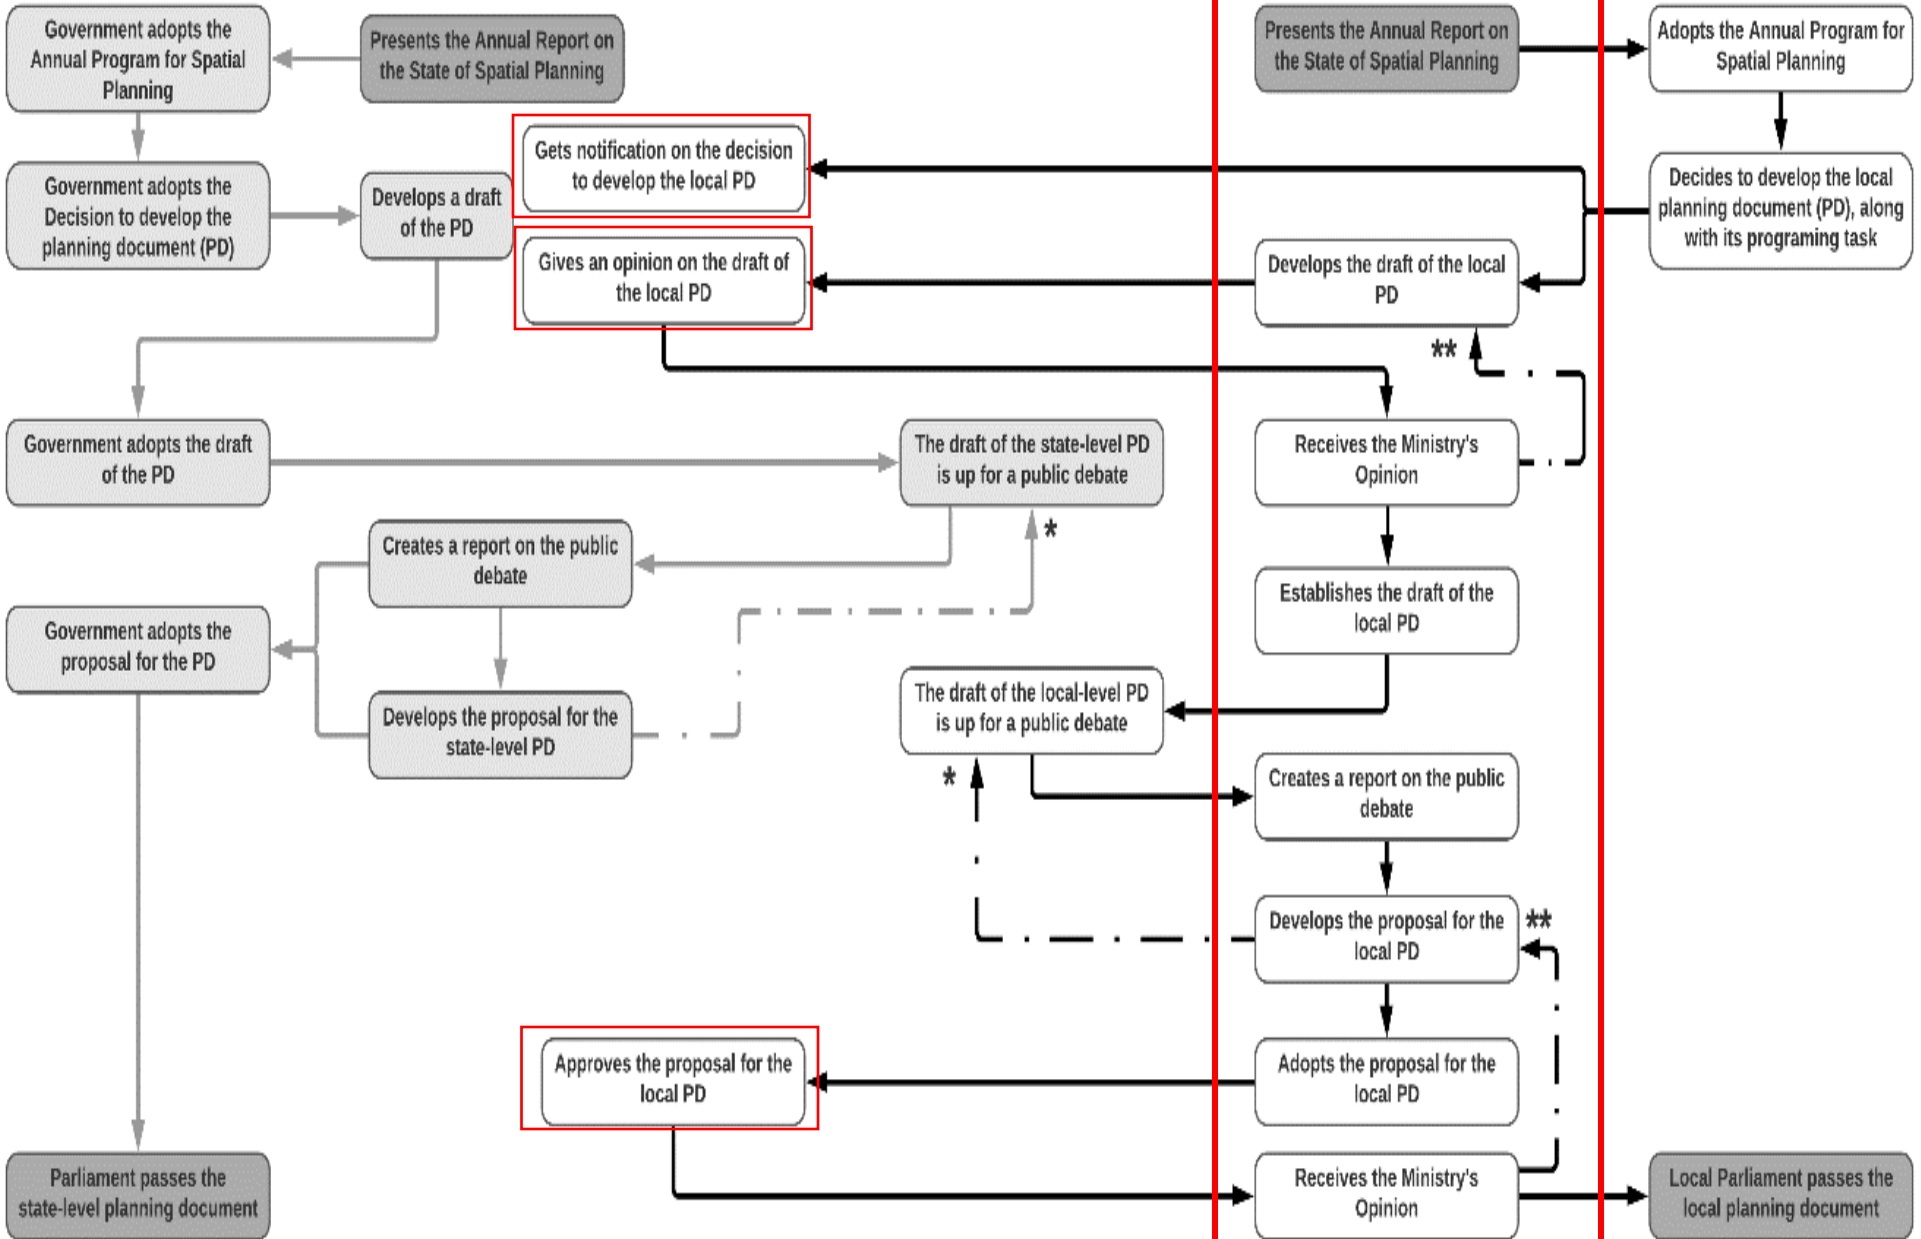 Government adopts the
Annual Program for Spatial
Planning
Presents the Annual Report on
the State of Spatial Planning
Presents the Annual Report on
the State of Spatial Planning
Adopts the Annual Program for
Spatial Planning
Gets notification on the decision
to develop the local PD
Government adopts the
Decision to develop the
planning document (PD)
Develops a draft
of the PD
Decides to develop the local
planning document (PD), along
with its programing task
Gives an opinion on the draft of
the local PD
Develops the draft of the local
PD
**
Government adopts the draft
of the PD
The draft of the state-level PD
is up for a public debate
Receives the Ministry's
Opinion
*
Creates a report on the public
debate
Establishes the draft of the
local PD
Government adopts the
proposal for the PD
Develops the proposal for the
state-level PD
The draft of the local-level PD
is up for a public debate
*
Creates a report on the public
debate
Develops the proposal for the
local PD
**
Approves the proposal for the
local PD
Adopts the proposal for the
local PD
Parliament passes the
state-level planning document
Receives the Ministry's
Opinion
Local Parliament passes the
local planning document